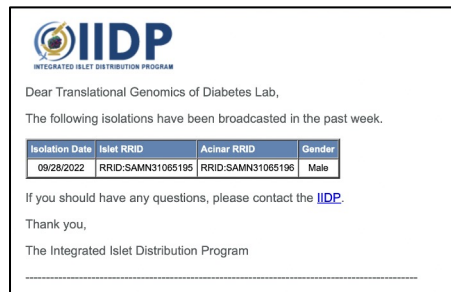 IIDP
INTEGRATED ISLET DISTRIBUTION PROGRAM
Dear Translational Genomics of Diabetes Lab,
The following isolations have been broadcasted in the past week.
Isolation Date Islet RRID Acinar RRID Gender
09/28/2022 RRID:SAMN31065195 RRID:SAMN31065196 Male
If you should have any questions, please contact the IIDP.
Thank you,
The Integrated Islet Distribution Program
--------------------------------------------------------------------------------------------